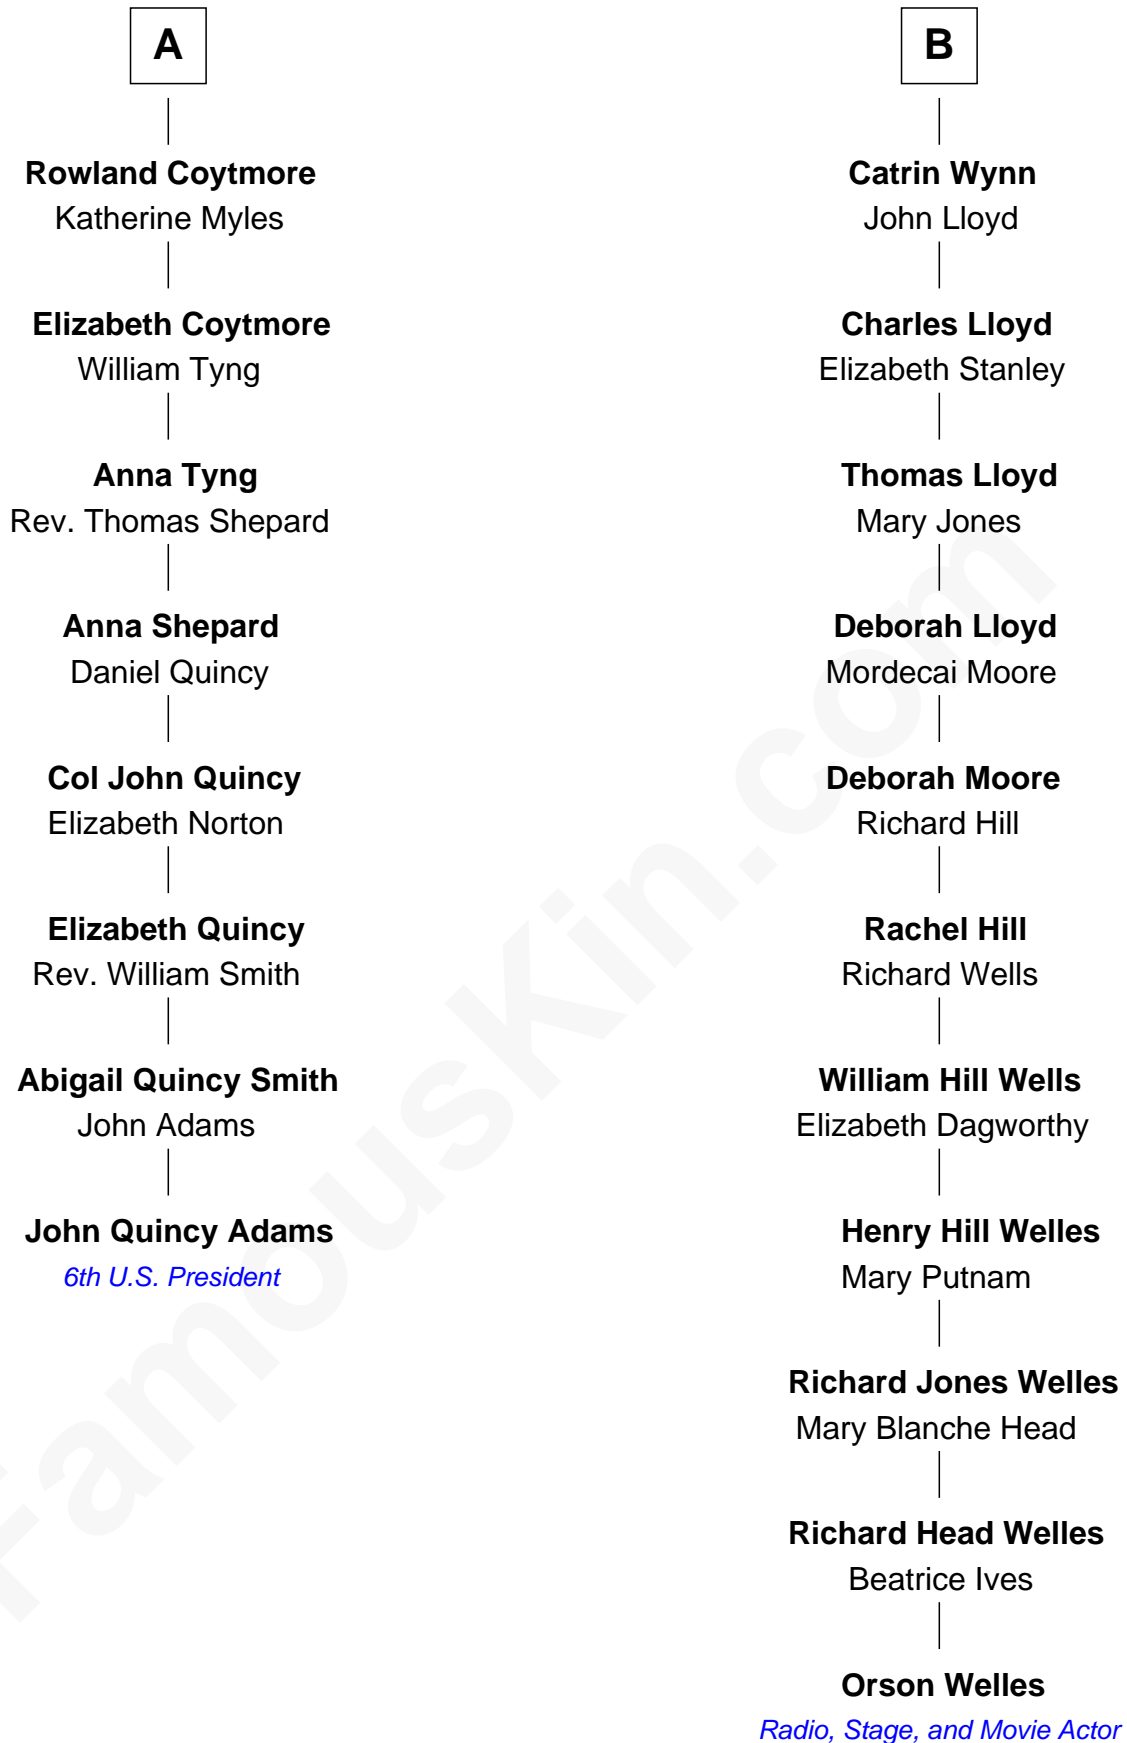 A
Rowland Coytmore
Katherine Myles
Elizabeth Coytmore
William Tyng
Anna Tyng
Rev. Thomas Shepard
Anna Shepard
Daniel Quincy
Col John Quincy
Elizabeth Norton
Elizabeth Quincy
Rev. William Smith
Abigail Quincy Smith
John Adams
John Quincy Adams
6th U.S. President
B
Catrin Wynn
John Lloyd
Charles Lloyd
Elizabeth Stanley
Thomas Lloyd
Mary Jones
Deborah Lloyd
Mordecai Moore
Deborah Moore
Richard Hill
Rachel Hill
Richard Wells
William Hill Wells
Elizabeth Dagworthy
Henry Hill Welles
Mary Putnam
Richard Jones Welles
Mary Blanche Head
Richard Head Welles
Beatrice Ives
Orson Welles
Radio, Stage, and Movie Actor
FamousKin.com